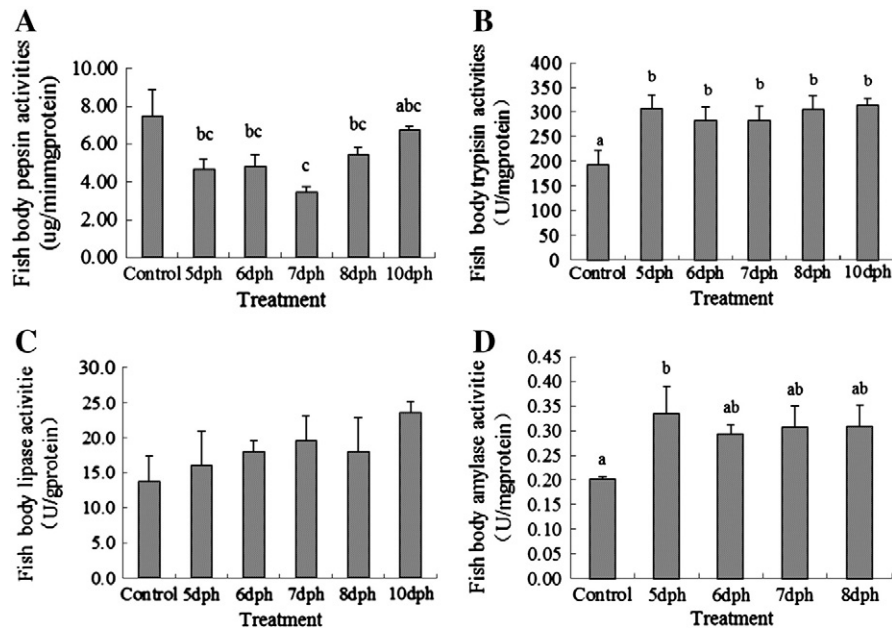 A
Fish body pepsin activities
(ug/minmgprotein)
10.00
8.00
6.00
4.00
2.00
0.00
bc
bc
c
bc
abc
Control 5dph 6dph 7dph 8dph 10dph
Treatment
B
Fish body trypisin activities
(U/mgprotein)
400
350
300
250
200
150
100
50
0
a
b
b
b
b
b
Control 5dph 6dph 7dph 8dph 10dph
Treatment
C
Fish body lipase activitie
(U/gprotein)
30.0
25.0
20.0
15.0
10.0
5.0
0.0
Control 5dph 6dph 7dph 8dph 10dph
Treatment
D
Fish body amylase activitie
(U/mgprotein)
0.45
0.40
0.35
0.30
0.25
0.20
0.15
0.10
0.05
0.00
a
b
ab
ab
ab
Control 5dph 6dph 7dph 8dph
Treatment